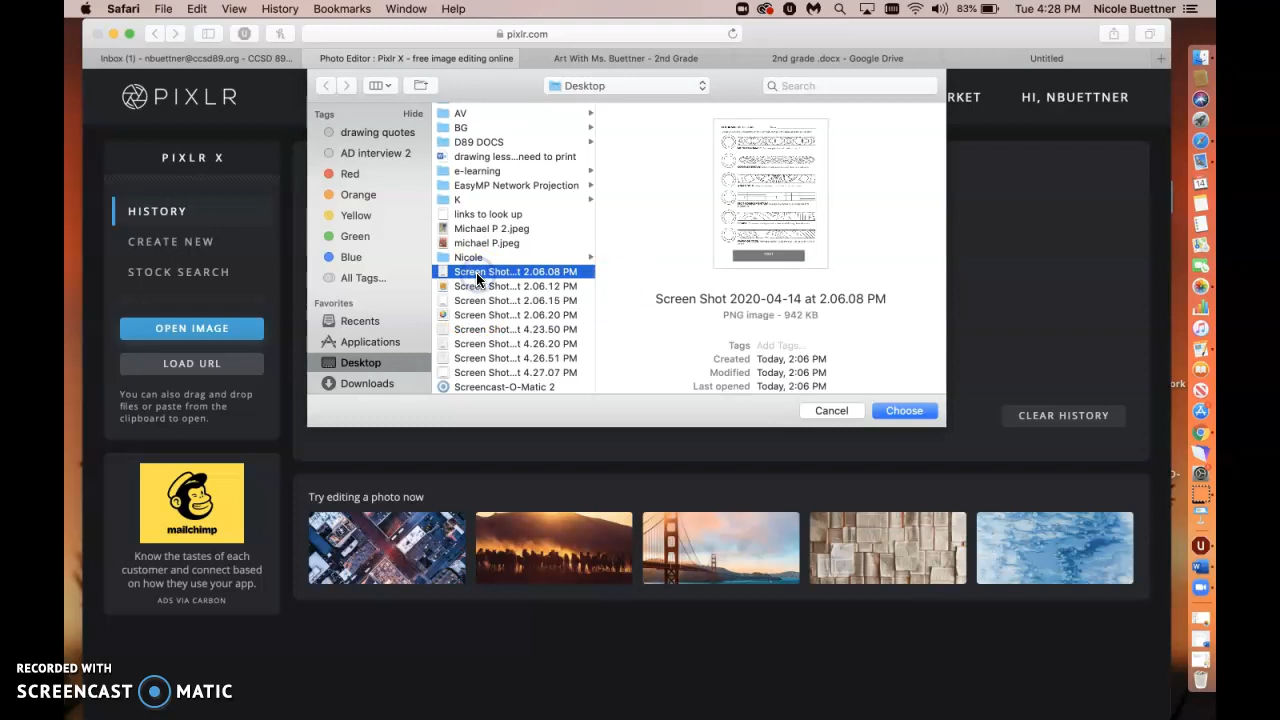 Safari File Edit View History Bookmarks Window Help 83% Tue 4:28 PM Nicole Buettner
pixlr.com
Inbox (1) - nbuettner@ccsd89.org - CCSD 89... Photo Editor : Pixlr X - free image editing online Art With Ms. Buettner - 2nd Grade 2nd grade .docx - Google Drive Untitled
PIXLR
RKET HI, NBUETTNER
Desktop
Search
PIXLR X
HISTORY
CREATE NEW
STOCK SEARCH
OPEN IMAGE
LOAD URL
You can also drag and drop
files or paste from the
clipboard to open.
Tags Hide
drawing quotes
AD interview 2
Red
Orange
Yellow
Green
Blue
All Tags...
Favorites
Recents
Applications
Desktop
Downloads
AV
BG
D89 DOCS
drawing less...need to print
e-learning
EasyMP Network Projection
K
links to look up
Michael P 2.jpeg
michael P.jpeg
Nicole
Screen Shot...t 2.06.08 PM
Screen Shot...t 2.06.12 PM
Screen Shot...t 2.06.15 PM
Screen Shot...t 2.06.20 PM
Screen Shot...t 4.23.50 PM
Screen Shot...t 4.26.20 PM
Screen Shot...t 4.26.51 PM
Screen Shot...t 4.27.07 PM
Screencast-O-Matic 2
Screen Shot 2020-04-14 at 2.06.08 PM
PNG image - 942 KB
Tags Add Tags...
Created Today, 2:06 PM
Modified Today, 2:06 PM
Last opened Today, 2:06 PM
Cancel Choose
ork
CLEAR HISTORY
mailchimp
Know the tastes of each
customer and connect based
on how they use your app.
ADS VIA CARBON
Try editing a photo now
RECORDED WITH
SCREENCAST MATIC